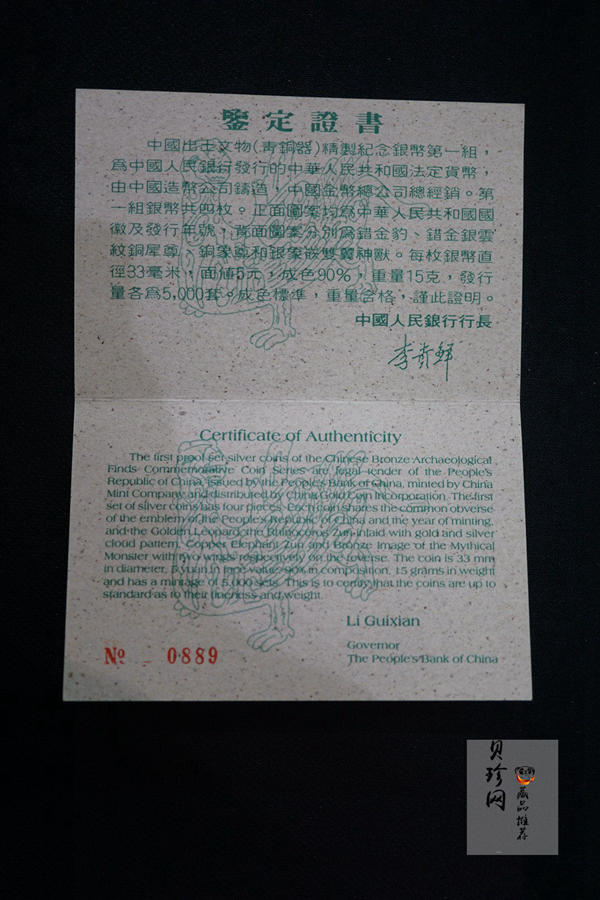 鑒定證書
中國出土文物(青銅器)精製紀念銀幣第一組，
為中國人民銀行發行的中華人民共和國法定貨幣，
由中國造幣公司鑄造，中國金幣總公司總經銷。第
一組銀幣共四枚。正面圖案均為中華人民共和國國
徽及發行年號，背面圖案分別為錯金豹、錯金銀雲
紋銅犀尊、銅象尊和銀嵌雙翼神獸。每枚銀幣直
徑33毫米，面值5元，成色90%，重量15克，發行
量各為5,000套。成色標準，重量合格，謹此證明。
中國人民銀行行長
李貴鮮
Certificate of Authenticity
The first proof set silver coins of the Chinese Bronze Archaeological
Finds Commemorative Coin Series are legal tender of the People's
Republic of China, issued by the People's Bank of China, minted by China
Mint Company and distributed by China Gold Coin Incorporation. The first
set of silver coins has four pieces. Each coin shares the common obverse
of the emblem of the People's Republic of China and the year of minting,
and the Golden Leopard, the Rhinoceros Zun inlaid with gold and silver
cloud pattern, Copper Elephant Zun and Bronze Image of the Mythical
Monster with two wings respectively on the reverse. The coin is 33 mm
in diameter, 5 yuan in face value, 90% in composition, 15 grams in weight
and has a mintage of 5,000 sets. This is to certify that the coins are up to
standard as to their fineness and weight.
Li Guixian
Governor
The People's Bank of China
№ 0889
贝珍网
藏品推荐